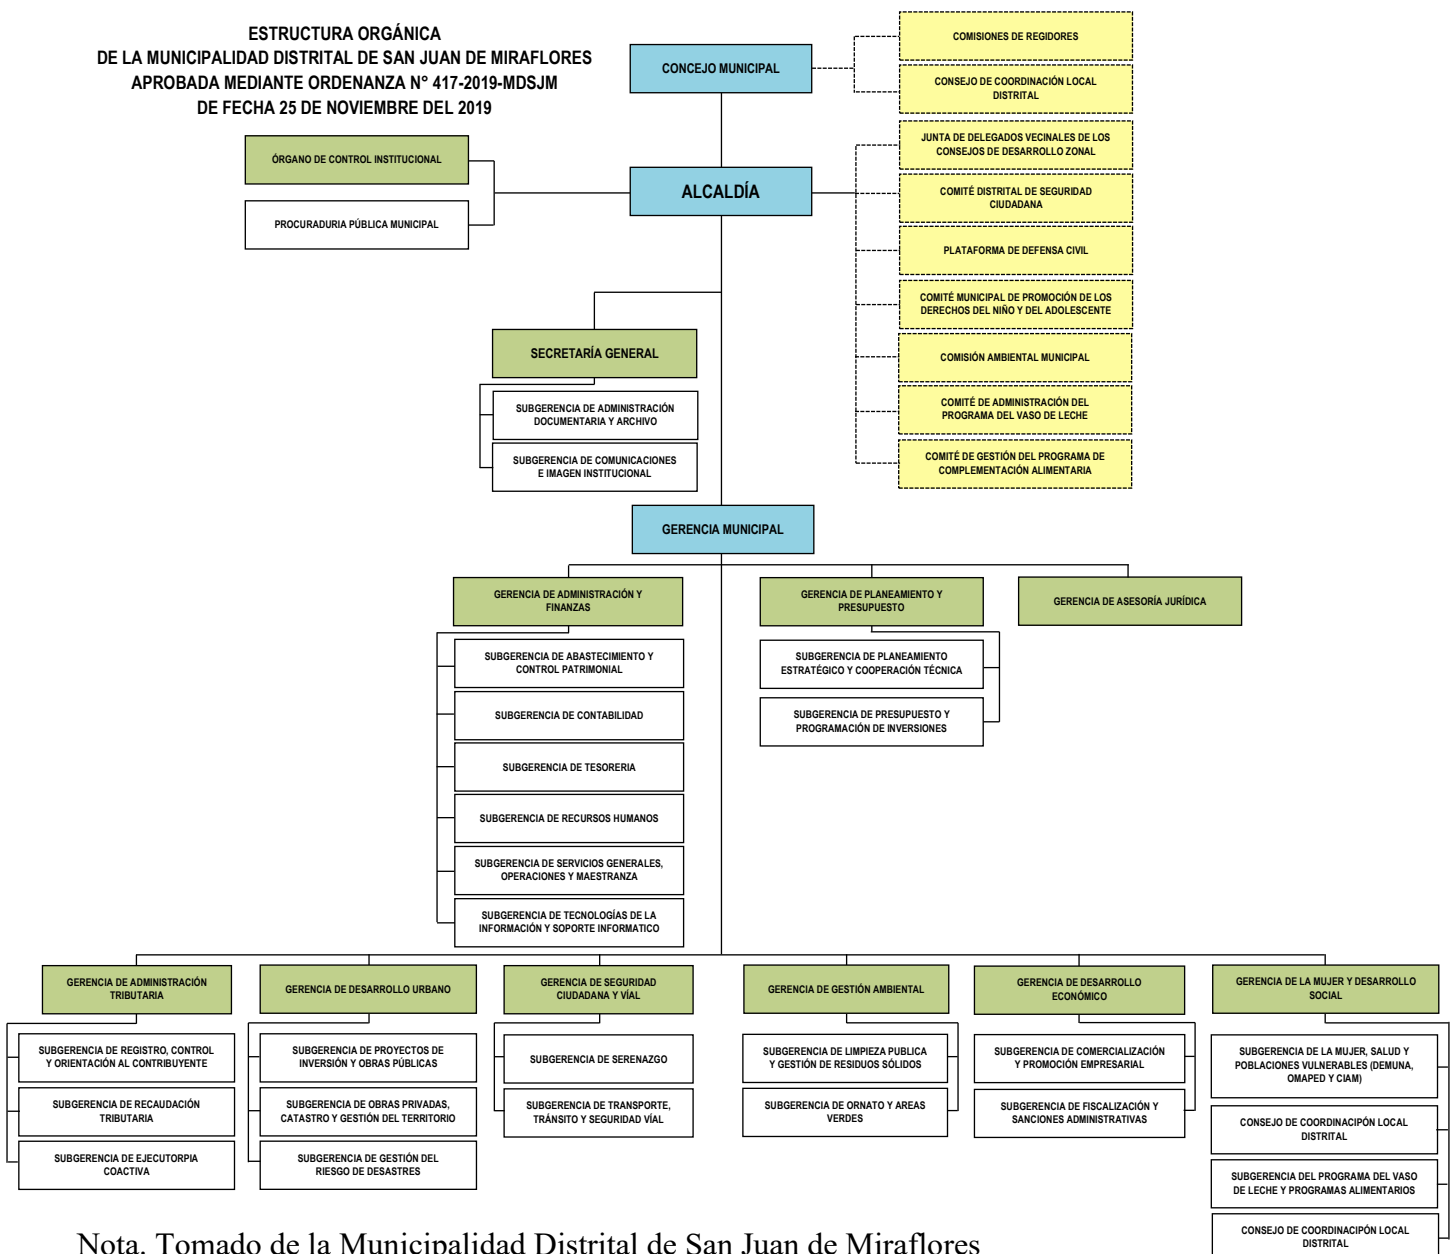 ESTRUCTURA ORGÁNICA
DE LA MUNICIPALIDAD DISTRITAL DE SAN JUAN DE MIRAFLORES
APROBADA MEDIANTE ORDENANZA N° 417-2019-MDSJM
DE FECHA 25 DE NOVIEMBRE DEL 2019
CONCEJO MUNICIPAL
COMISIONES DE REGIDORES
CONSEJO DE COORDINACIÓN LOCAL
DISTRITAL
ÓRGANO DE CONTROL INSTITUCIONAL
PROCURADURIA PÚBLICA MUNICIPAL
ALCALDÍA
JUNTA DE DELEGADOS VECINALES DE LOS
CONSEJOS DE DESARROLLO ZONAL
COMITÉ DISTRITAL DE SEGURIDAD
CIUDADANA
PLATAFORMA DE DEFENSA CIVIL
COMITÉ MUNICIPAL DE PROMOCIÓN DE LOS
DERECHOS DEL NIÑO Y DEL ADOLESCENTE
COMISIÓN AMBIENTAL MUNICIPAL
COMITÉ DE ADMINISTRACIÓN DEL
PROGRAMA DEL VASO DE LECHE
COMITÉ DE GESTIÓN DEL PROGRAMA DE
COMPLEMENTACIÓN ALIMENTARIA
SECRETARÍA GENERAL
SUBGERENCIA DE ADMINISTRACIÓN
DOCUMENTARIA Y ARCHIVO
SUBGERENCIA DE COMUNICACIONES
E IMAGEN INSTITUCIONAL
GERENCIA MUNICIPAL
GERENCIA DE ADMINISTRACIÓN Y
FINANZAS
SUBGERENCIA DE ABASTECIMIENTO Y
CONTROL PATRIMONIAL
SUBGERENCIA DE CONTABILIDAD
SUBGERENCIA DE TESORERIA
SUBGERENCIA DE RECURSOS HUMANOS
SUBGERENCIA DE SERVICIOS GENERALES,
OPERACIONES Y MAESTRANZA
SUBGERENCIA DE TECNOLOGÍAS DE LA
INFORMACIÓN Y SOPORTE INFORMATICO
GERENCIA DE PLANEAMIENTO Y
PRESUPUESTO
SUBGERENCIA DE PLANEAMIENTO
ESTRATÉGICO Y COOPERACIÓN TÉCNICA
SUBGERENCIA DE PRESUPUESTO Y
PROGRAMACIÓN DE INVERSIONES
GERENCIA DE ASESORÍA JURÍDICA
GERENCIA DE ADMINISTRACIÓN
TRIBUTARIA
SUBGERENCIA DE REGISTRO, CONTROL
Y ORIENTACIÓN AL CONTRIBUYENTE
SUBGERENCIA DE RECAUDACIÓN
TRIBUTARIA
SUBGERENCIA DE EJECUTORPIA
COACTIVA
GERENCIA DE DESARROLLO URBANO
SUBGERENCIA DE PROYECTOS DE
INVERSIÓN Y OBRAS PÚBLICAS
SUBGERENCIA DE OBRAS PRIVADAS,
CATASTRO Y GESTIÓN DEL TERRITORIO
SUBGERENCIA DE GESTIÓN DEL
RIESGO DE DESASTRES
GERENCIA DE SEGURIDAD
CIUDADANA Y VÍAL
SUBGERENCIA DE SERENAZGO
SUBGERENCIA DE TRANSPORTE,
TRÁNSITO Y SEGURIDAD VÍAL
GERENCIA DE GESTIÓN AMBIENTAL
SUBGERENCIA DE LIMPIEZA PUBLICA
Y GESTIÓN DE RESIDUOS SÓLIDOS
SUBGERENCIA DE ORNATO Y AREAS
VERDES
GERENCIA DE DESARROLLO
ECONÓMICO
SUBGERENCIA DE COMERCIALIZACIÓN
Y PROMOCIÓN EMPRESARIAL
SUBGERENCIA DE FISCALIZACIÓN Y
SANCIONES ADMINISTRATIVAS
GERENCIA DE LA MUJER Y DESARROLLO
SOCIAL
SUBGERENCIA DE LA MUJER, SALUD Y
POBLACIONES VULNERABLES (DEMUNA,
OMAPED Y CIAM)
CONSEJO DE COORDINACIPÓN LOCAL
DISTRITAL
SUBGERENCIA DEL PROGRAMA DEL VASO
DE LECHE Y PROGRAMAS ALIMENTARIOS
CONSEJO DE COORDINACIPÓN LOCAL
DISTRITAL
Nota. Tomado de la Municipalidad Distrital de San Juan de Miraflores